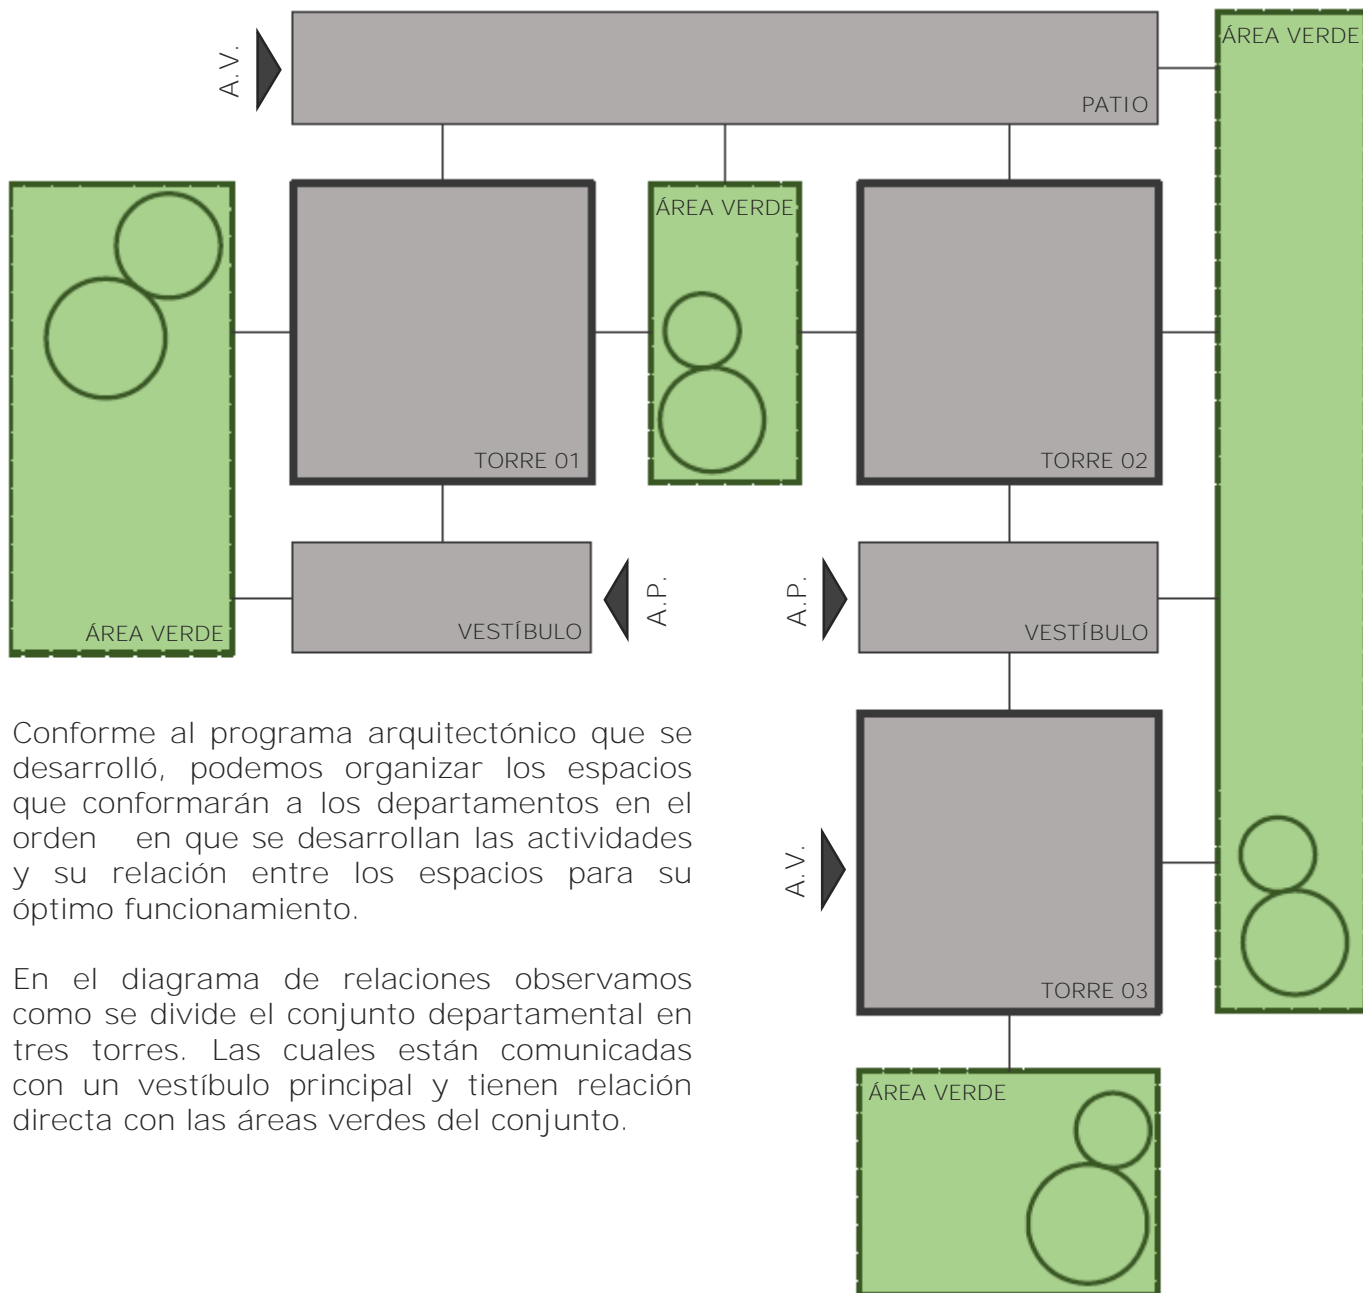 A.V.
PATIO
ÁREA VERDE
ÁREA VERDE
TORRE 01
TORRE 02
ÁREA VERDE
VESTÍBULO
A.P.
A.P.
VESTÍBULO
Conforme al programa arquitectónico que se
desarrolló, podemos organizar los espacios
que conformarán a los departamentos en el
orden en que se desarrollan las actividades
y su relación entre los espacios para su
óptimo funcionamiento.
En el diagrama de relaciones observamos
como se divide el conjunto departamental en
tres torres. Las cuales están comunicadas
con un vestíbulo principal y tienen relación
directa con las áreas verdes del conjunto.
A.V.
TORRE 03
ÁREA VERDE